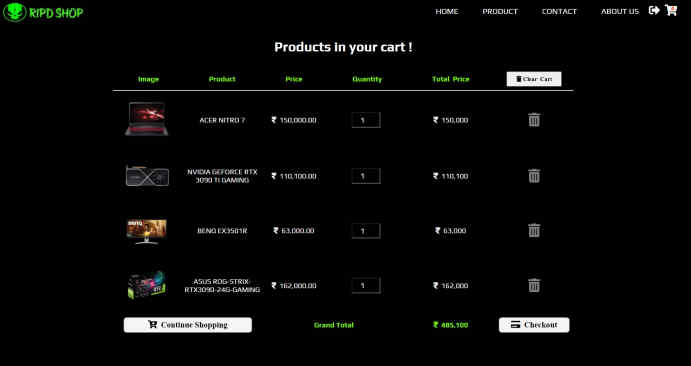 RIPD SHOP
HOME PRODUCT CONTACT ABOUT US
Products in your cart !
Image Product Price Quantity Total Price Clear Cart
ACER NITRO 7 ₹ 150,000.00 1 ₹ 150,000
NVIDIA GEFORCE RTX
3090 TI GAMING ₹ 110,100.00 1 ₹ 110,100
BENQ EX3501R ₹ 63,000.00 1 ₹ 63,000
ASUS ROG-STRIX-
RTX3090-24G-GAMING ₹ 162,000.00 1 ₹ 162,000
Continue Shopping Grand Total ₹ 485,100 Checkout